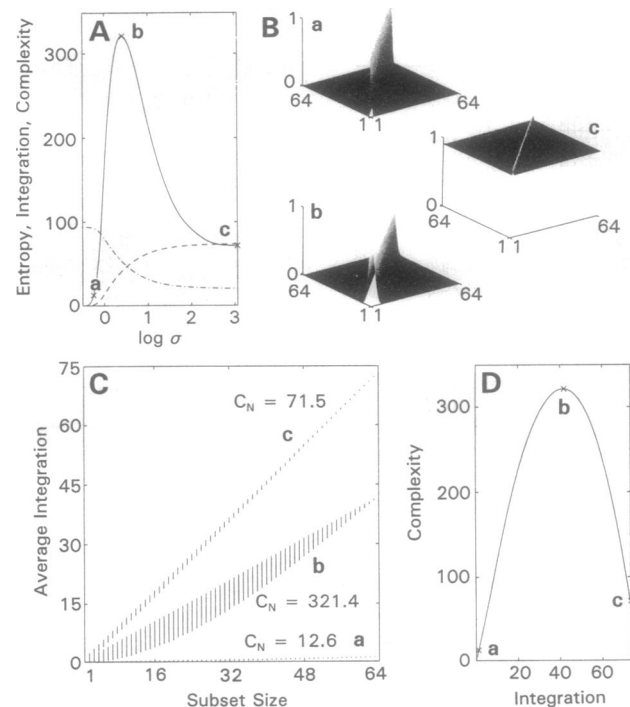 A
b
300
200
100
0
a
c
0
1
2
3
log σ
Entropy, Integration, Complexity
B
1
a
0
64
64
1 1
1
c
0
64
64
1 1
1
b
0
64
64
1 1
C
75
60
45
30
15
0
C_N = 71.5
c
b
C_N = 321.4
C_N = 12.6
a
1
16
32
48
64
Subset Size
Average Integration
D
300
200
100
0
b
c
a
20
40
60
Integration
Complexity